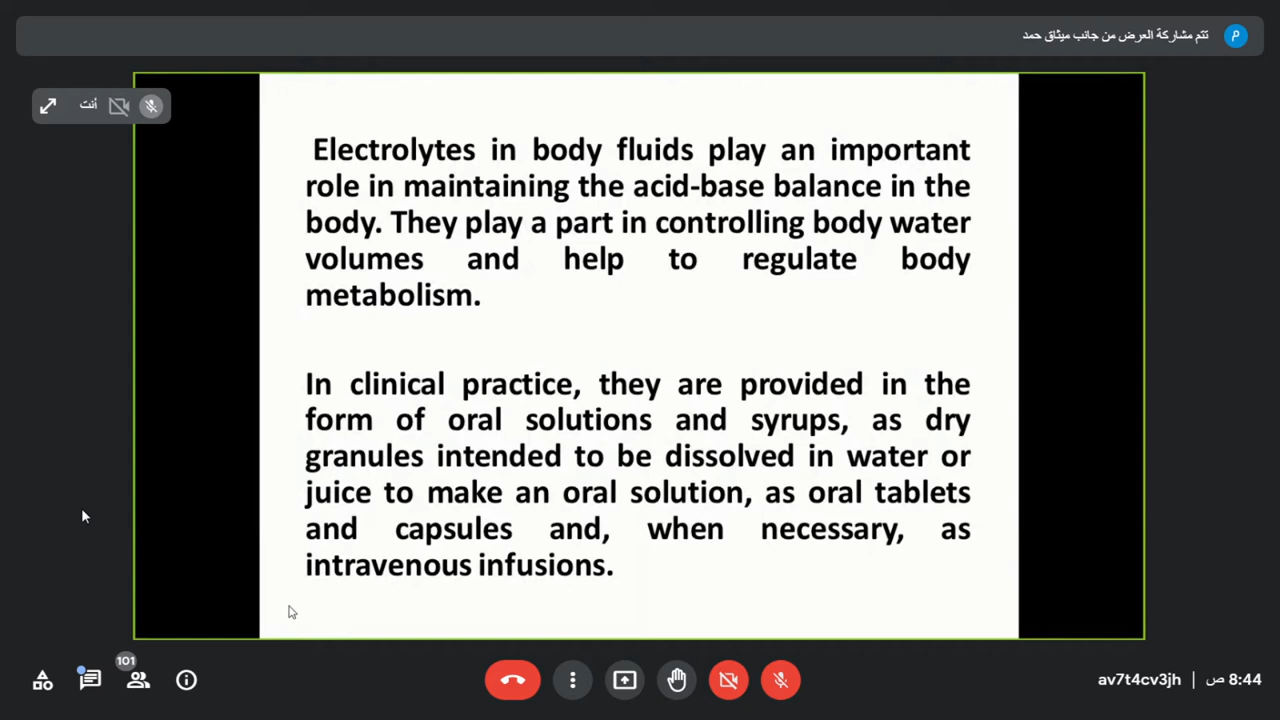 تتم مشاركة العرض من جانب ميثاق حمد
م
أنت
Electrolytes in body fluids play an important
role in maintaining the acid-base balance in the
body. They play a part in controlling body water
volumes and help to regulate body
metabolism.
In clinical practice, they are provided in the
form of oral solutions and syrups, as dry
granules intended to be dissolved in water or
juice to make an oral solution, as oral tablets
and capsules and, when necessary, as
intravenous infusions.
101
av7t4cv3jh | 8:44 ص